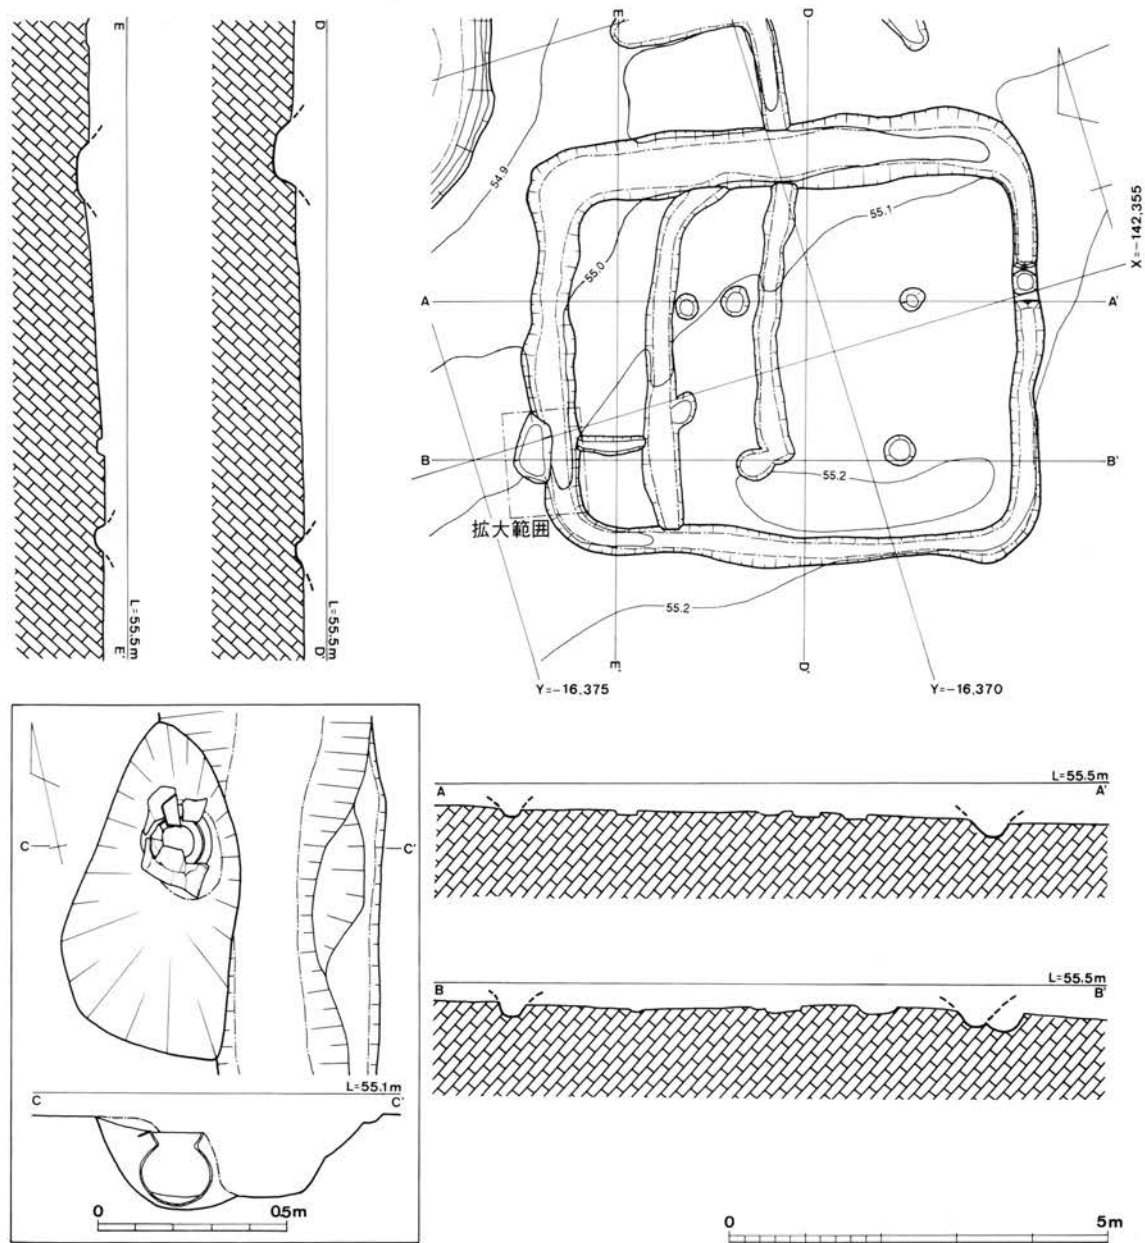 E
D
E
D
54.9
55.1
X=-142,355
55.0
A
A'
B
B'
55.2
拡大範囲
L=55.5m
L=55.5m
55.2
E'
D'
E'
D'
Y=-16,375
Y=-16,370
L=55.5m
A
A'
C
C'
L=55.5m
B
B'
L=55.1m
C
C'
0
0.5m
0
5m